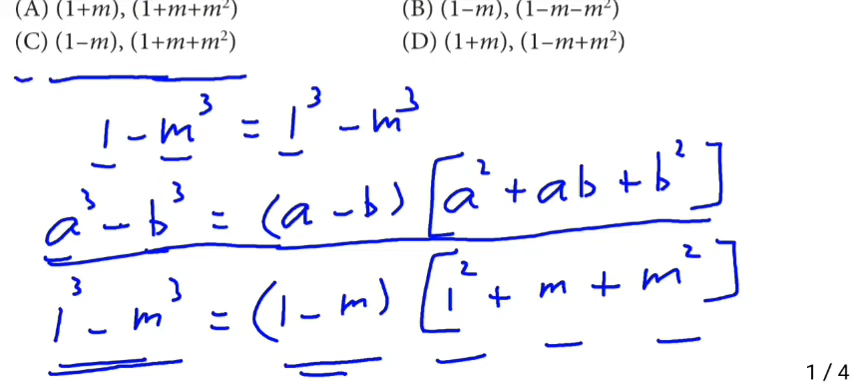 (A) (1+m), (1+m+m²) (B) (1−m), (1−m−m²)
(C) (1−m), (1+m+m²) (D) (1+m), (1−m+m²)
1 − m³ = 1³ − m³
a³ − b³ = (a − b) [a² + ab + b²]
1³ − m³ = (1 − m) [1² + m + m²]
1 / 4